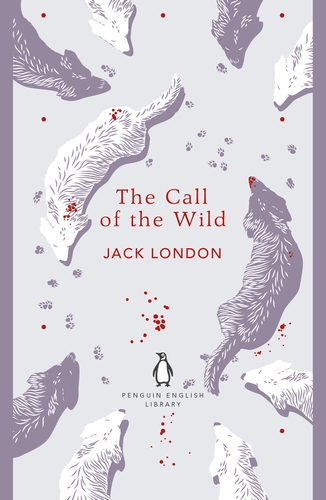 The Call
of the Wild
JACK LONDON
PENGUIN ENGLISH
LIBRARY